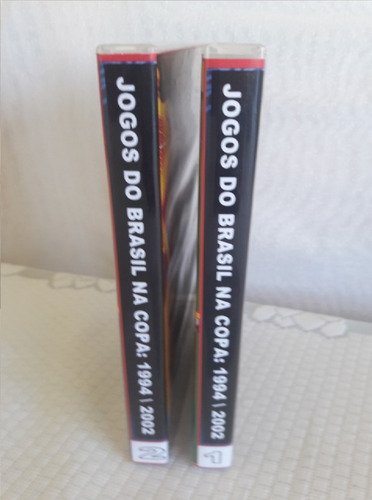 JOGOS DO BRASIL NA COPA: 1994 \ 2002
2
JOGOS DO BRASIL NA COPA: 1994 \ 2002
1